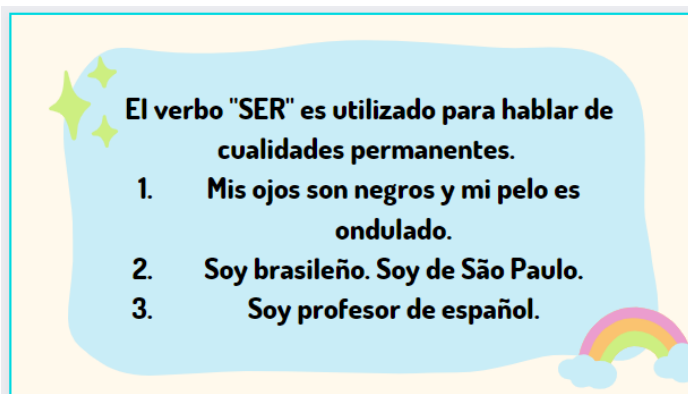 El verbo "SER" es utilizado para hablar de
cualidades permanentes.
1. Mis ojos son negros y mi pelo es
ondulado.
2. Soy brasileño. Soy de São Paulo.
3. Soy profesor de español.